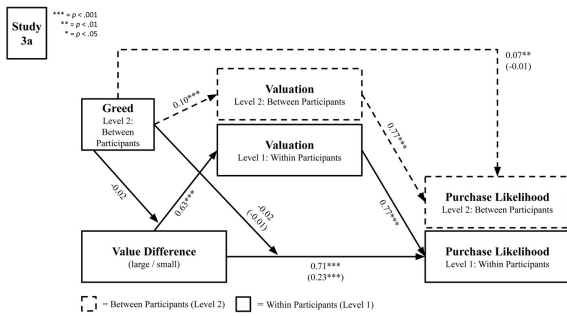 Study
3a
*** = p < .001
** = p < .01
* = p < .05
0.07**
(-0.01)
Valuation
Level 2: Between Participants
Greed
Level 2:
Between
Participants
0.10***
Valuation
Level 1: Within Participants
0.77***
-0.02
0.63***
-0.02
(-0.01)
0.77***
Purchase Likelihood
Level 2: Between Participants
Value Difference
(large / small)
0.71***
(0.23***)
Purchase Likelihood
Level 1: Within Participants
= Between Participants (Level 2)
= Within Participants (Level 1)